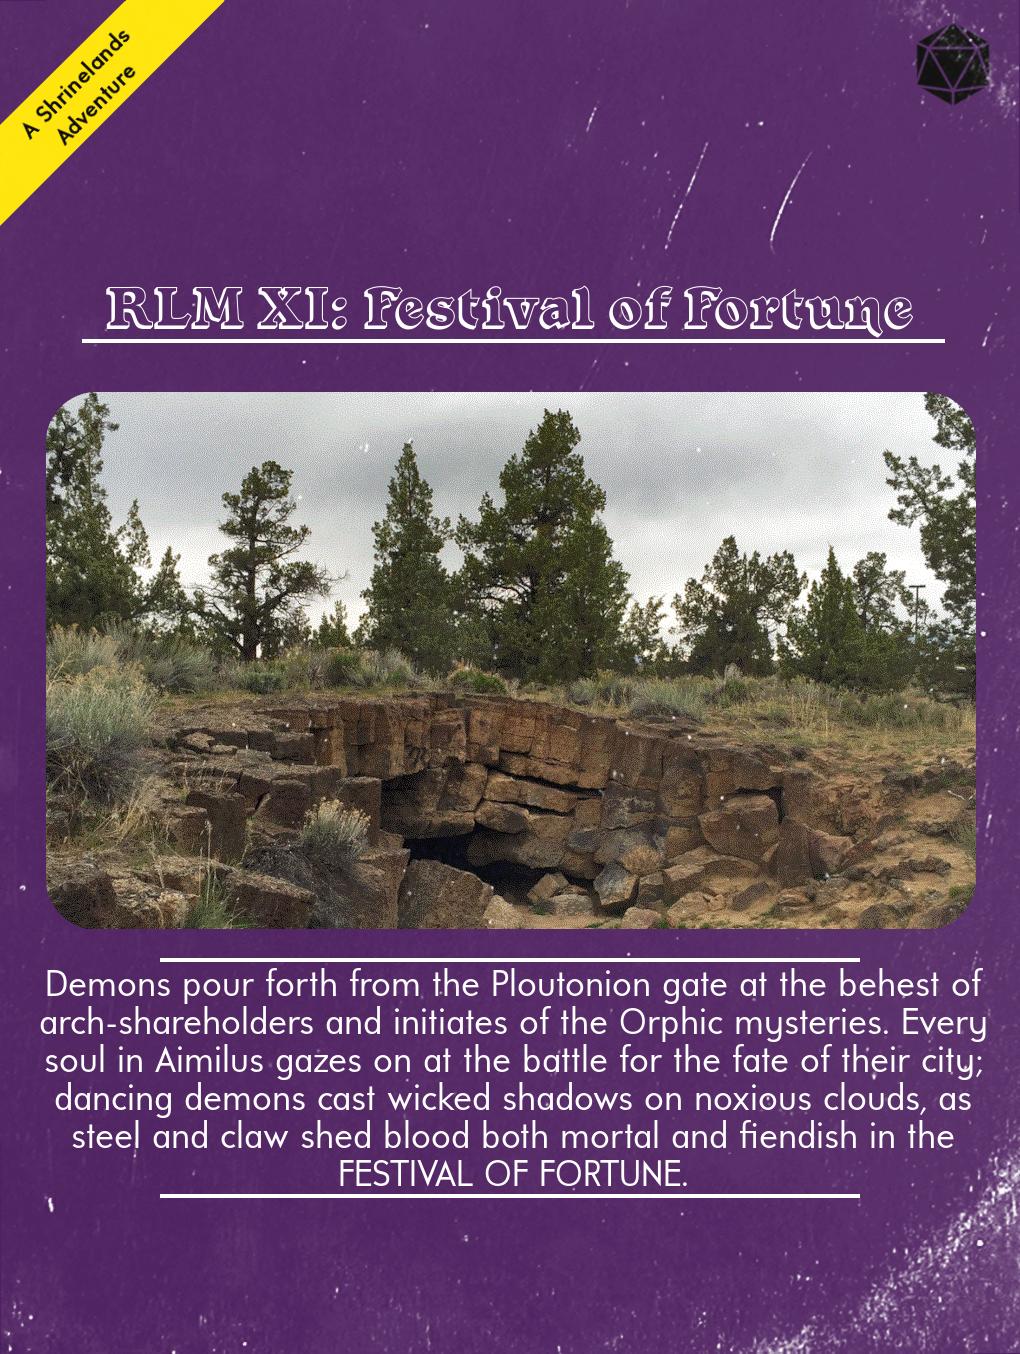 A Shrinelands
Adventure
RLM XI: Festival of Fortune
Demons pour forth from the Ploutonion gate at the behest of
arch-shareholders and initiates of the Orphic mysteries. Every
soul in Aimilus gazes on at the battle for the fate of their city;
dancing demons cast wicked shadows on noxious clouds, as
steel and claw shed blood both mortal and fiendish in the
FESTIVAL OF FORTUNE.